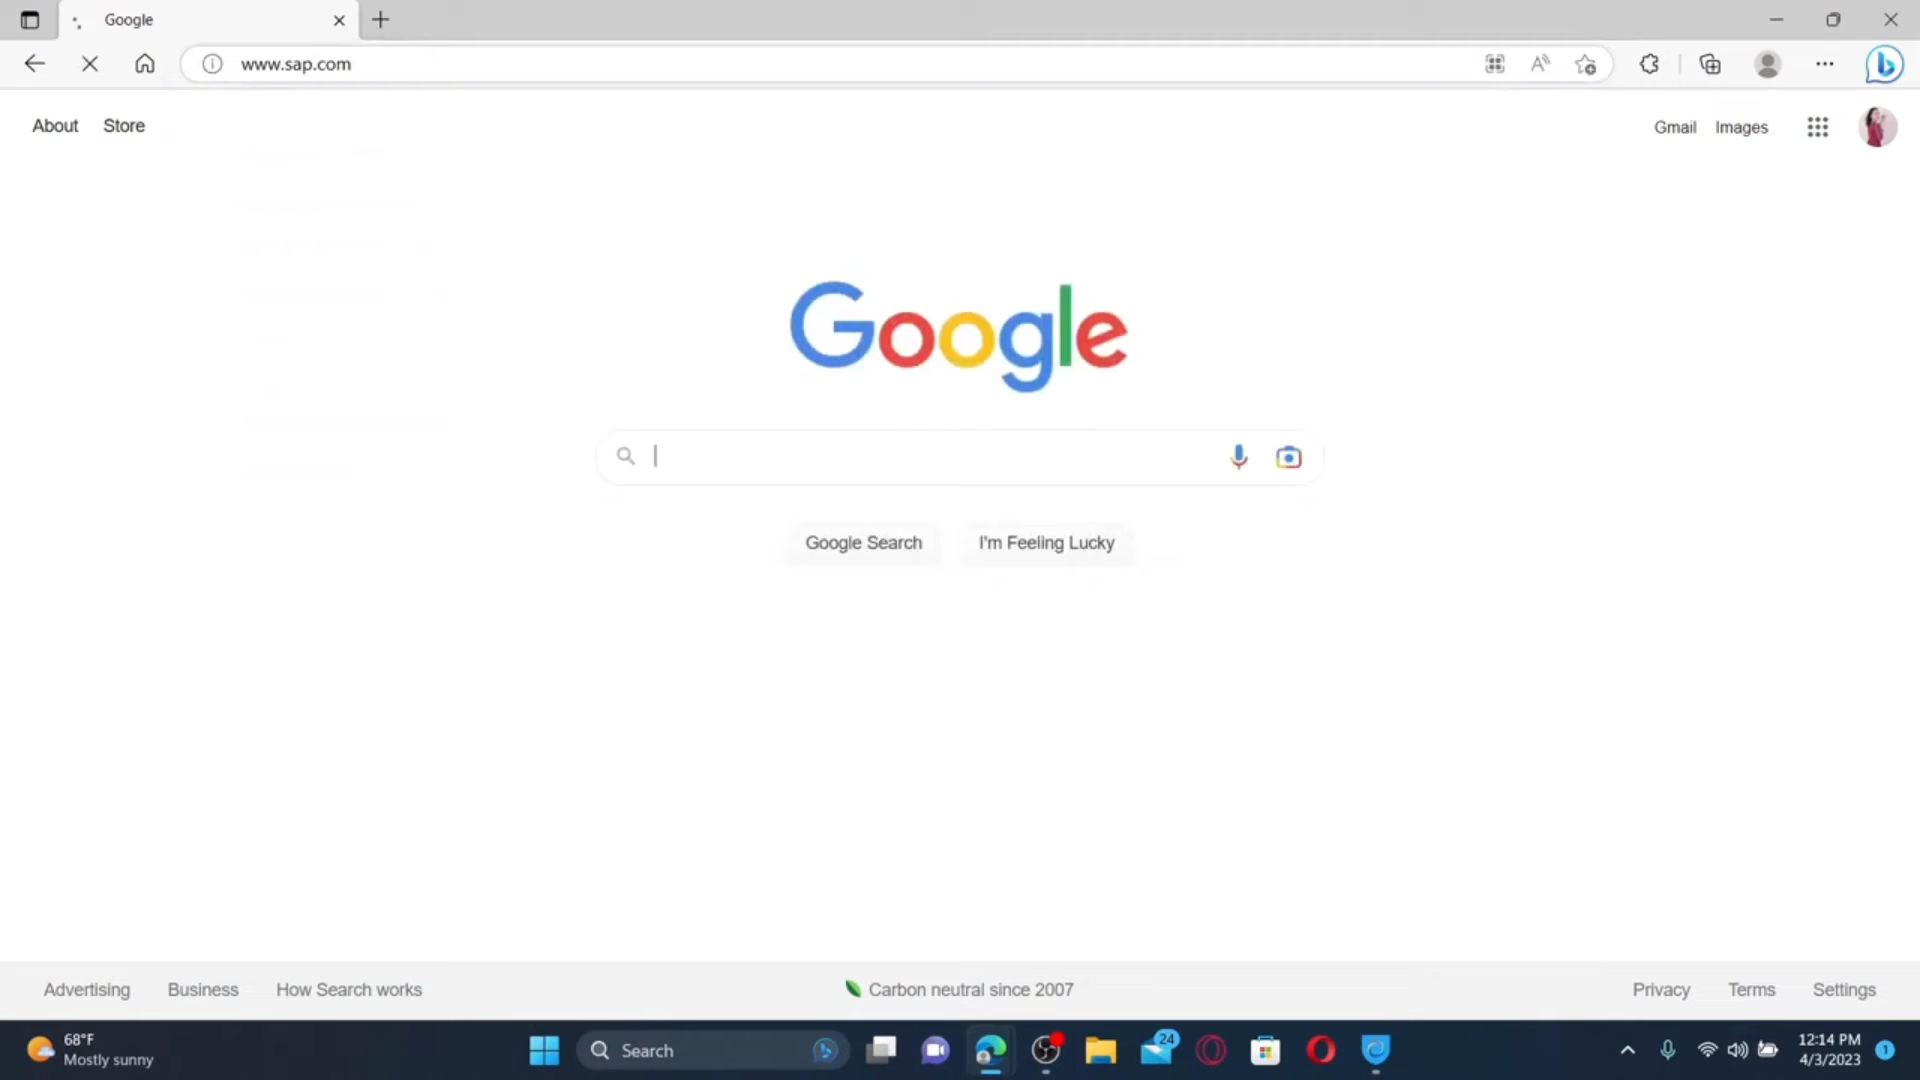 Google
www.sap.com
About Store
Gmail Images
Google
Google Search I'm Feeling Lucky
Advertising Business How Search works
Carbon neutral since 2007
Privacy Terms Settings
68°F
Mostly sunny
Search
24
12:14 PM
4/3/2023
1